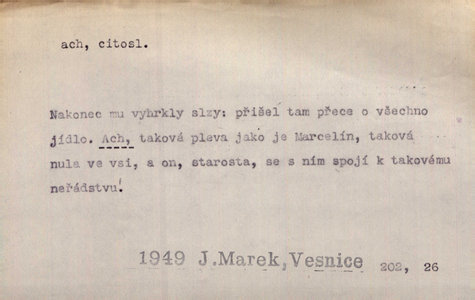 ach, citosl.
Nakonec mu vyhrkly slzy: přišel tam přece o všechno
jídlo. Ach, taková pleva jako je Marcelín, taková
nula ve vsi, a on, starosta, se s ním spojí k takovému
neřádstvu!
1949 J.Marek,Vesnice 202, 26